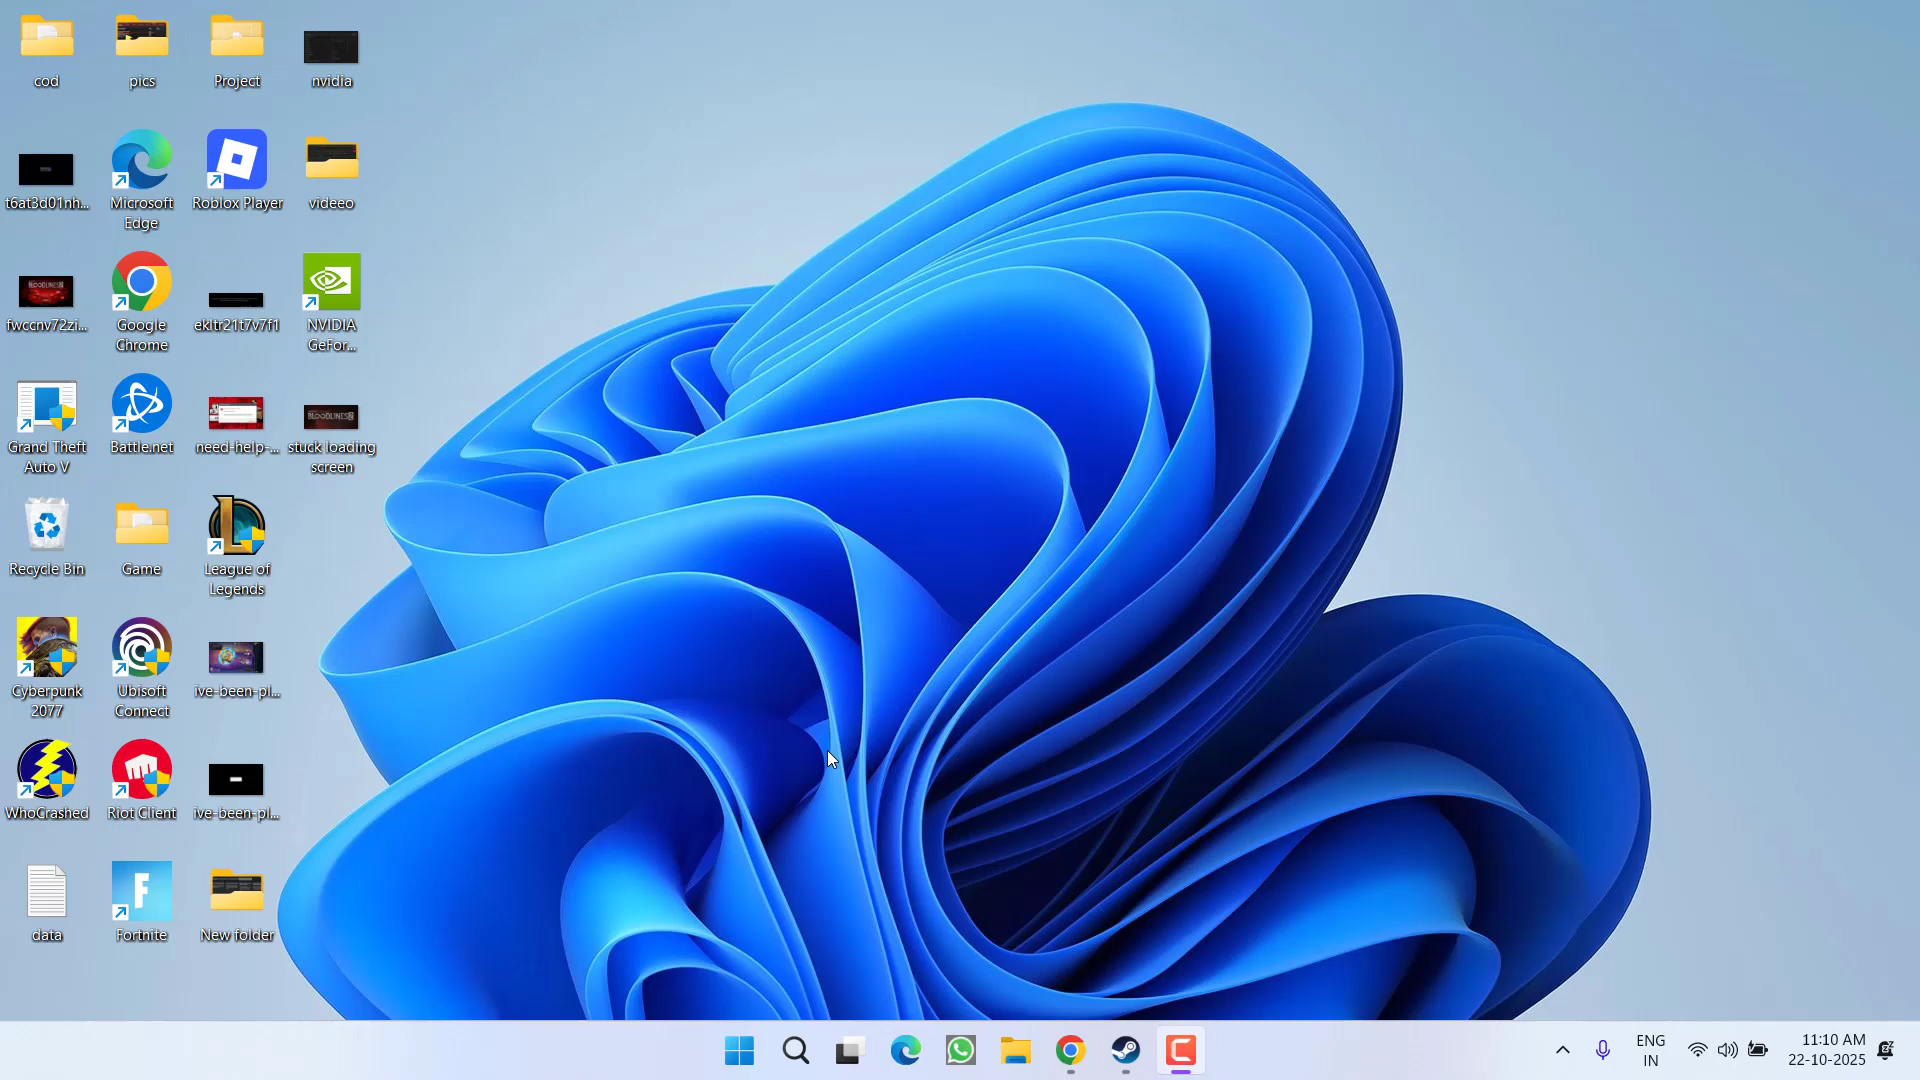 cod
pics
Project
nvidia
t6at3d01nh...
Microsoft
Edge
Roblox Player
videeo
fwccnv72zi...
Google
Chrome
ekltr21t7v7f1
NVIDIA
GeFor...
Grand Theft
Auto V
Battle.net
need-help-...
BLOODLINES2
stuck loading
screen
Recycle Bin
Game
League of
Legends
Cyberpunk
2077
Ubisoft
Connect
ive-been-pl...
WhoCrashed
Riot Client
ive-been-pl...
data
Fortnite
New folder
ENG
IN
11:10 AM
22-10-2025